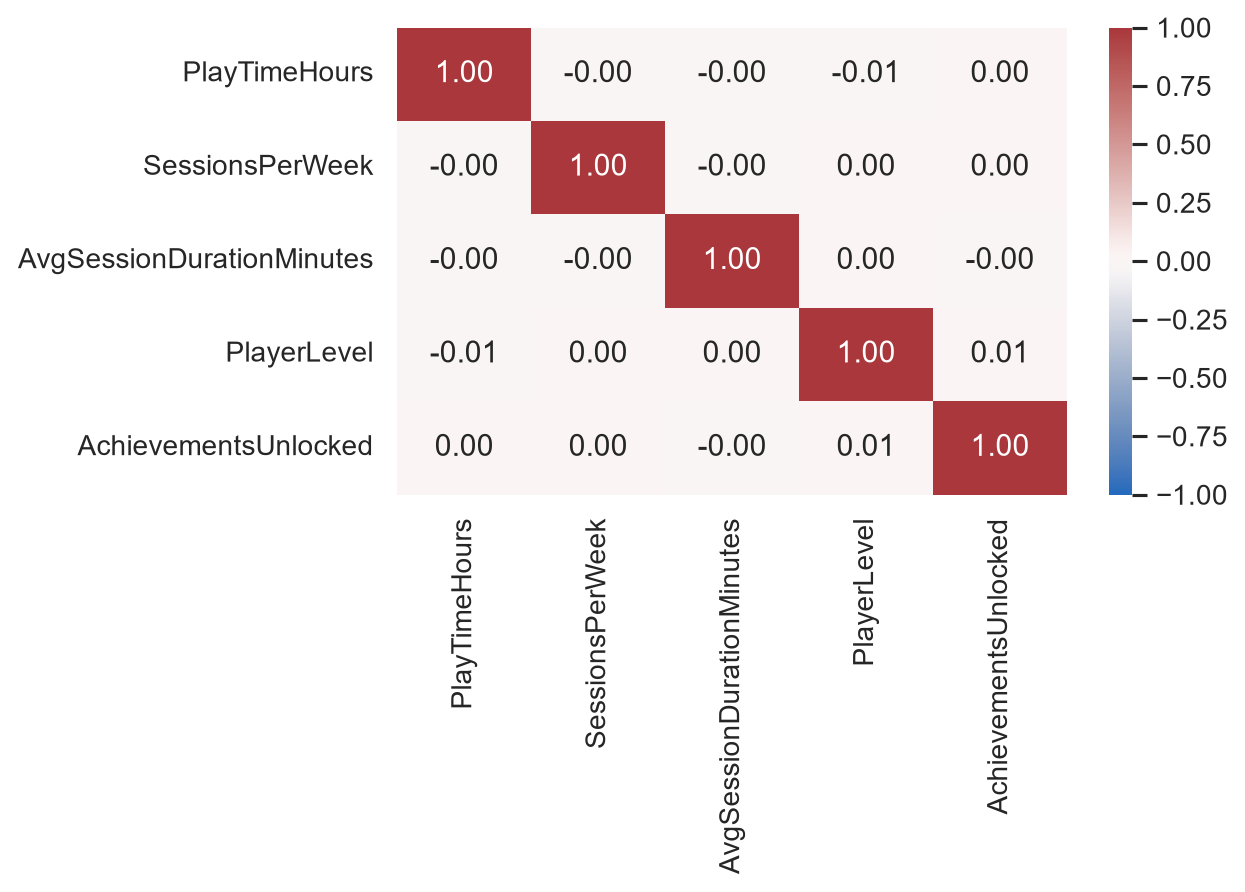 PlayTimeHours 1.00 -0.00 -0.00 -0.01 0.00
SessionsPerWeek -0.00 1.00 -0.00 0.00 0.00
AvgSessionDurationMinutes -0.00 -0.00 1.00 0.00 -0.00
PlayerLevel -0.01 0.00 0.00 1.00 0.01
AchievementsUnlocked 0.00 0.00 -0.00 0.01 1.00
PlayTimeHours
SessionsPerWeek
AvgSessionDurationMinutes
PlayerLevel
AchievementsUnlocked
1.00
0.75
0.50
0.25
0.00
−0.25
−0.50
−0.75
−1.00